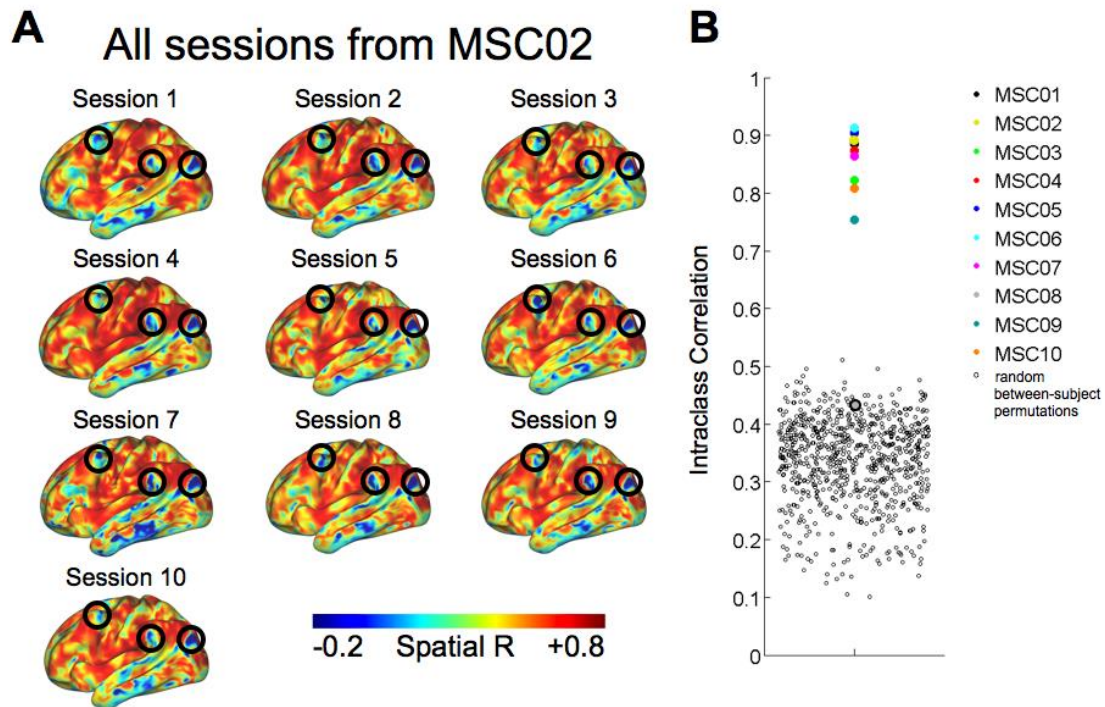 A
All sessions from MSC02
Session 1
Session 2
Session 3
Session 4
Session 5
Session 6
Session 7
Session 8
Session 9
Session 10
-0.2 Spatial R +0.8
B
Intraclass Correlation
1
0.9
0.8
0.7
0.6
0.5
0.4
0.3
0.2
0.1
0
MSC01
MSC02
MSC03
MSC04
MSC05
MSC06
MSC07
MSC08
MSC09
MSC10
random
between-subject
permutations